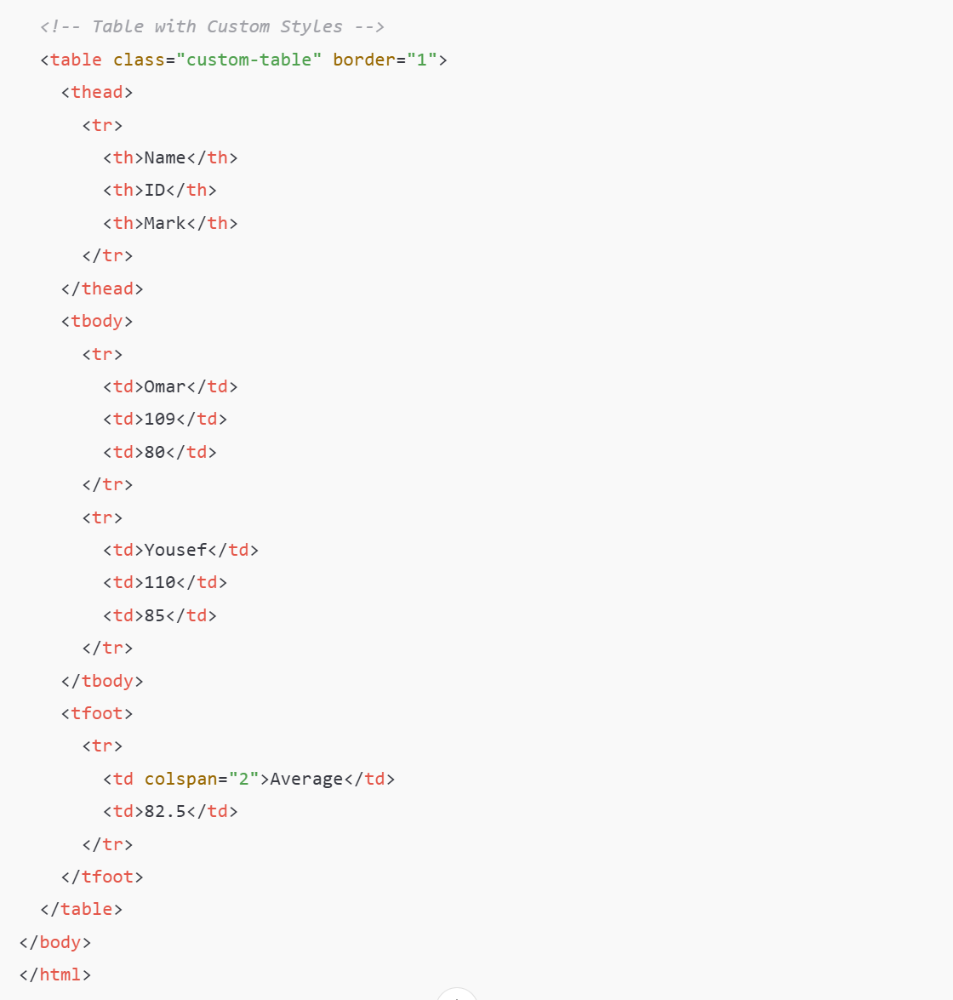 <!-- Table with Custom Styles -->
<table class="custom-table" border="1">
<thead>
<tr>
<th>Name</th>
<th>ID</th>
<th>Mark</th>
</tr>
</thead>
<tbody>
<tr>
<td>Omar</td>
<td>109</td>
<td>80</td>
</tr>
<tr>
<td>Yousef</td>
<td>110</td>
<td>85</td>
</tr>
</tbody>
<tfoot>
<tr>
<td colspan="2">Average</td>
<td>82.5</td>
</tr>
</tfoot>
</table>
</body>
</html>